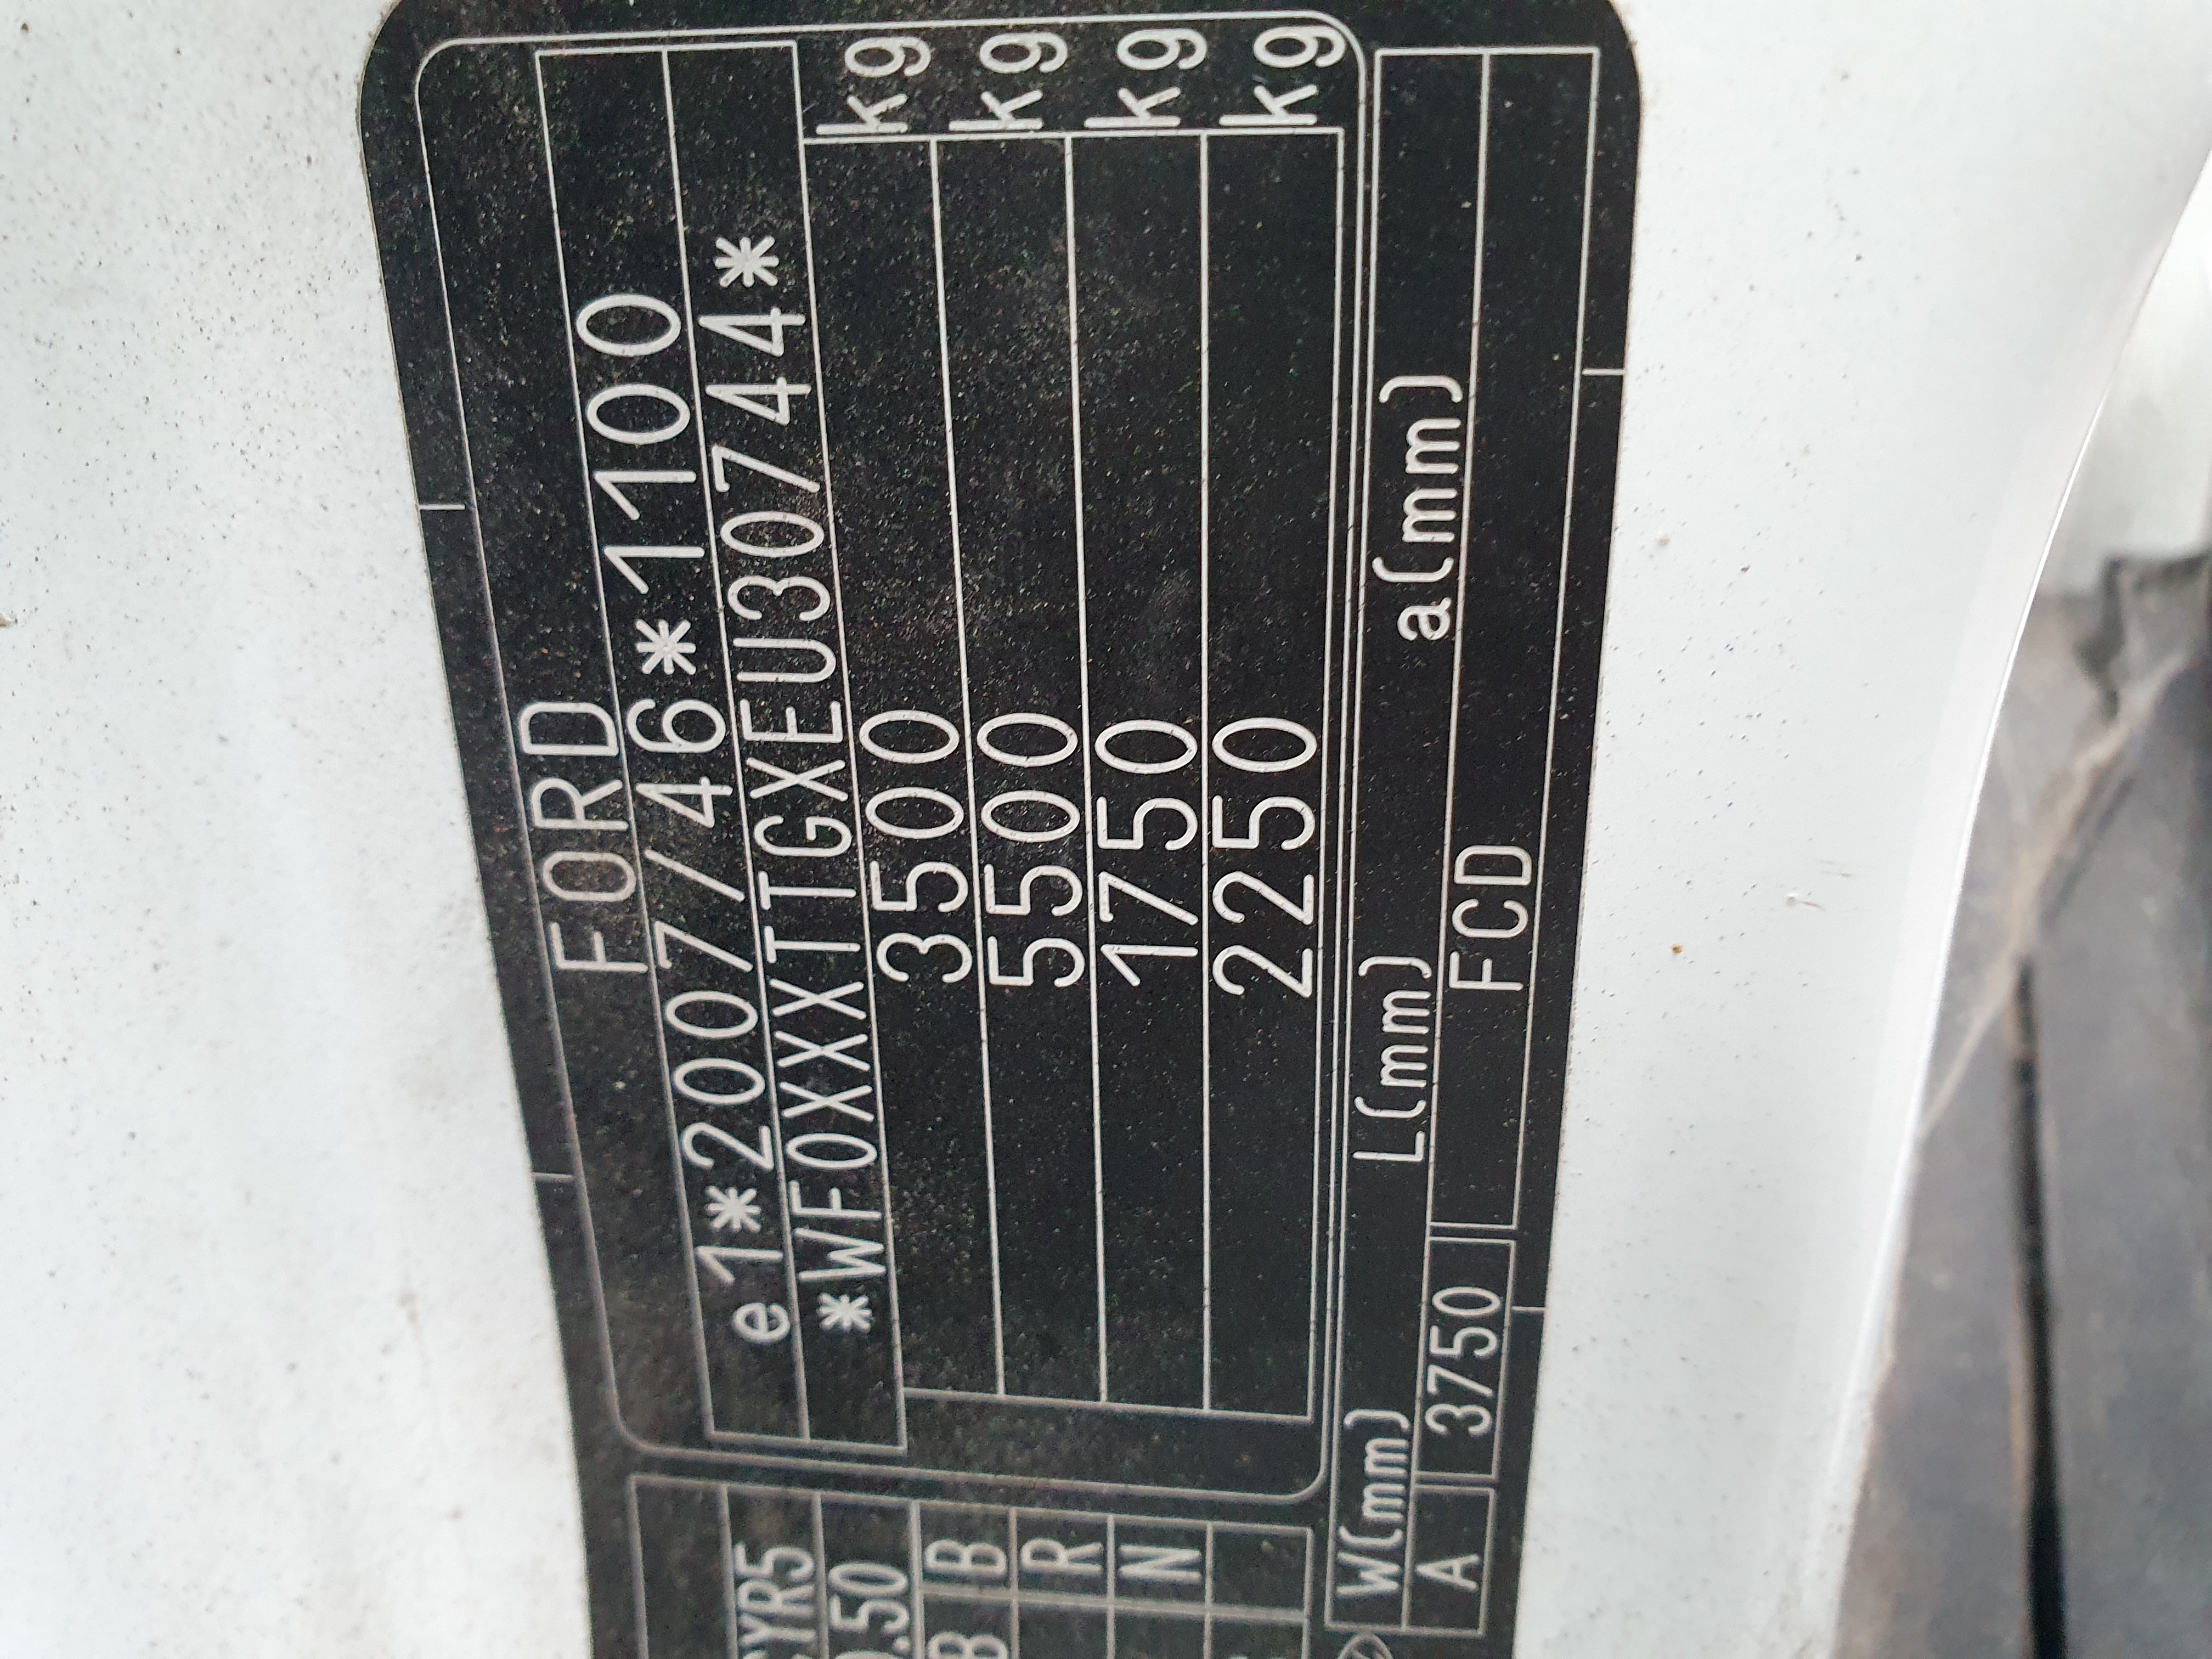 FORD
e1*2007/46*1100
*WF0XXXTTGXEU30744*
3500 kg
5500 kg
1750 kg
2250 kg
YR5
.50
B B
R
N
W(mm) L(mm) a(mm)
A 3750 FCD